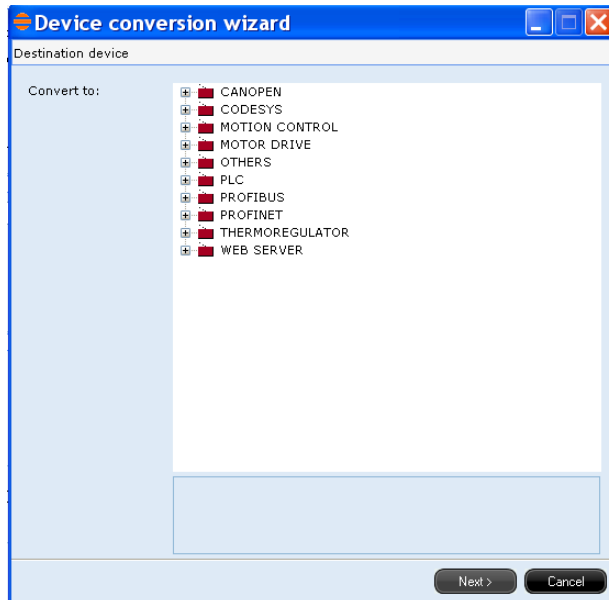 Device conversion wizard
Destination device
Convert to:
CANOPEN
CODESYS
MOTION CONTROL
MOTOR DRIVE
OTHERS
PLC
PROFIBUS
PROFINET
THERMOREGULATOR
WEB SERVER
Next >
Cancel